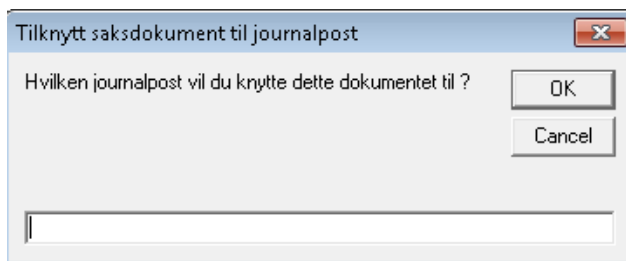 Tilknytt saksdokument til journalpost
Hvilken journalpost vil du knytte dette dokumentet til ?
OK
Cancel